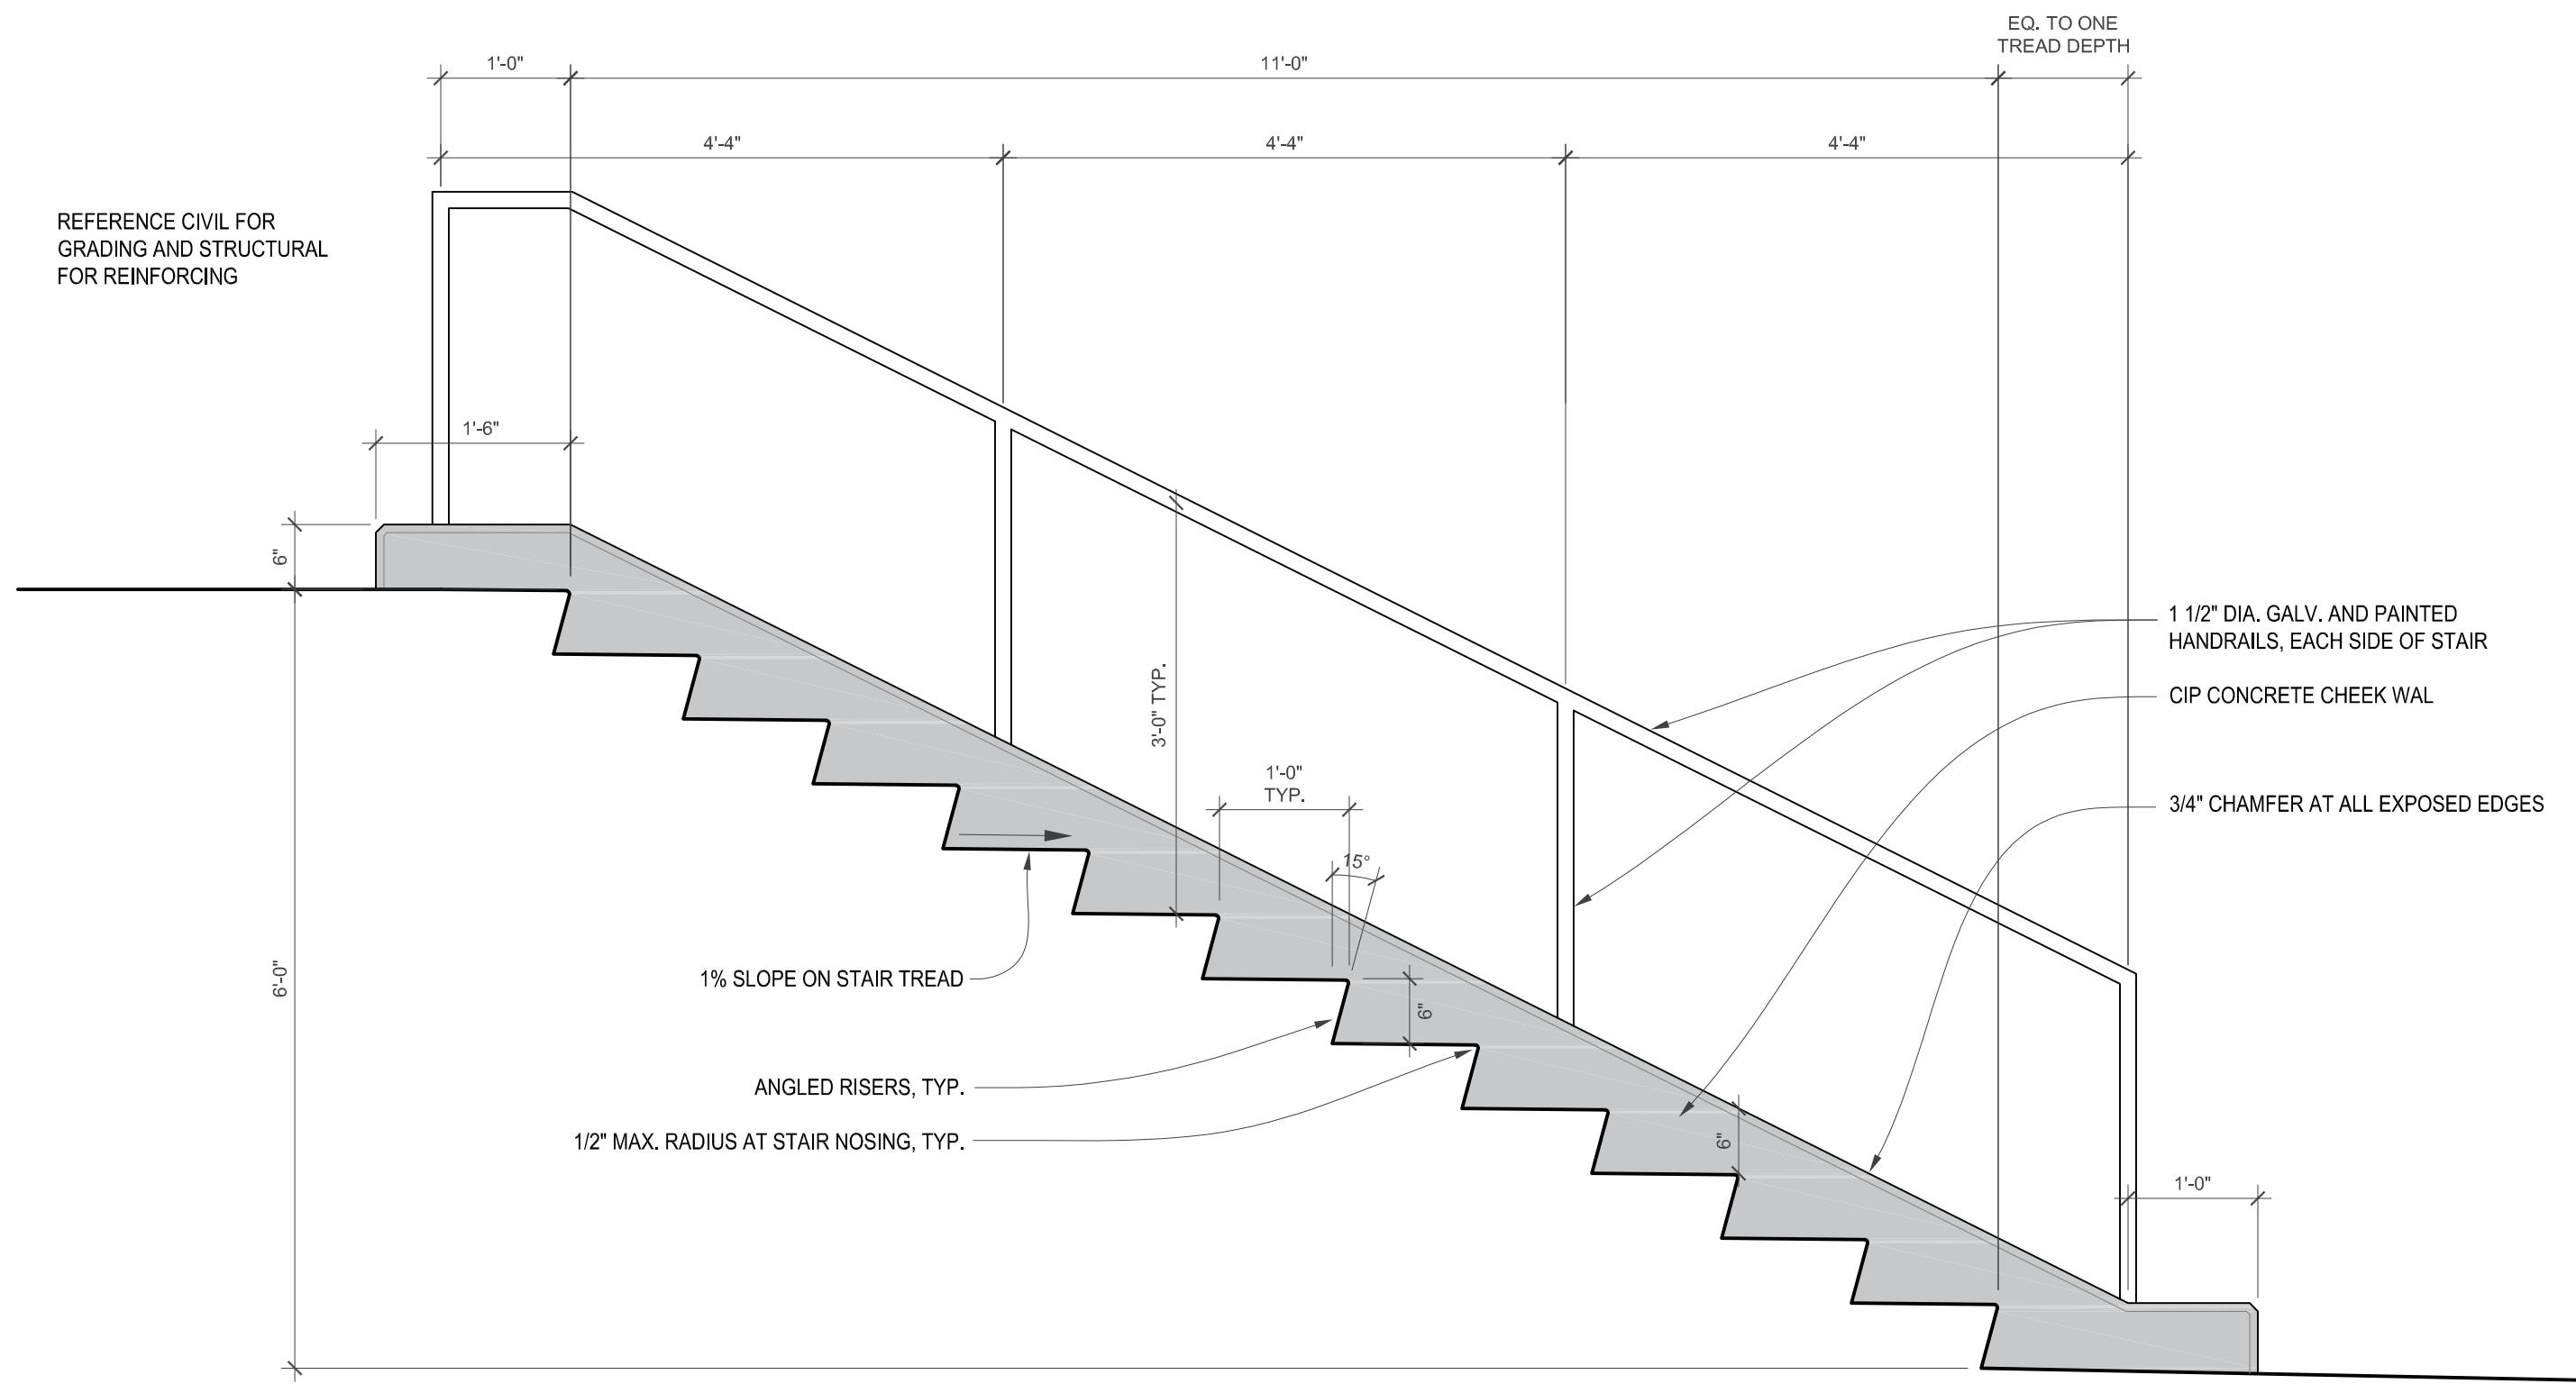 EQ. TO ONE
TREAD DEPTH
1'-0"
11'-0"
4'-4"
4'-4"
4'-4"
REFERENCE CIVIL FOR
GRADING AND STRUCTURAL
FOR REINFORCING
1'-6"
6"
1 1/2" DIA. GALV. AND PAINTED
HANDRAILS, EACH SIDE OF STAIR
CIP CONCRETE CHEEK WAL
3'-0" TYP.
1'-0"
TYP.
3/4" CHAMFER AT ALL EXPOSED EDGES
15°
1% SLOPE ON STAIR TREAD
6'-0"
6"
ANGLED RISERS, TYP.
1/2" MAX. RADIUS AT STAIR NOSING, TYP.
6"
1'-0"